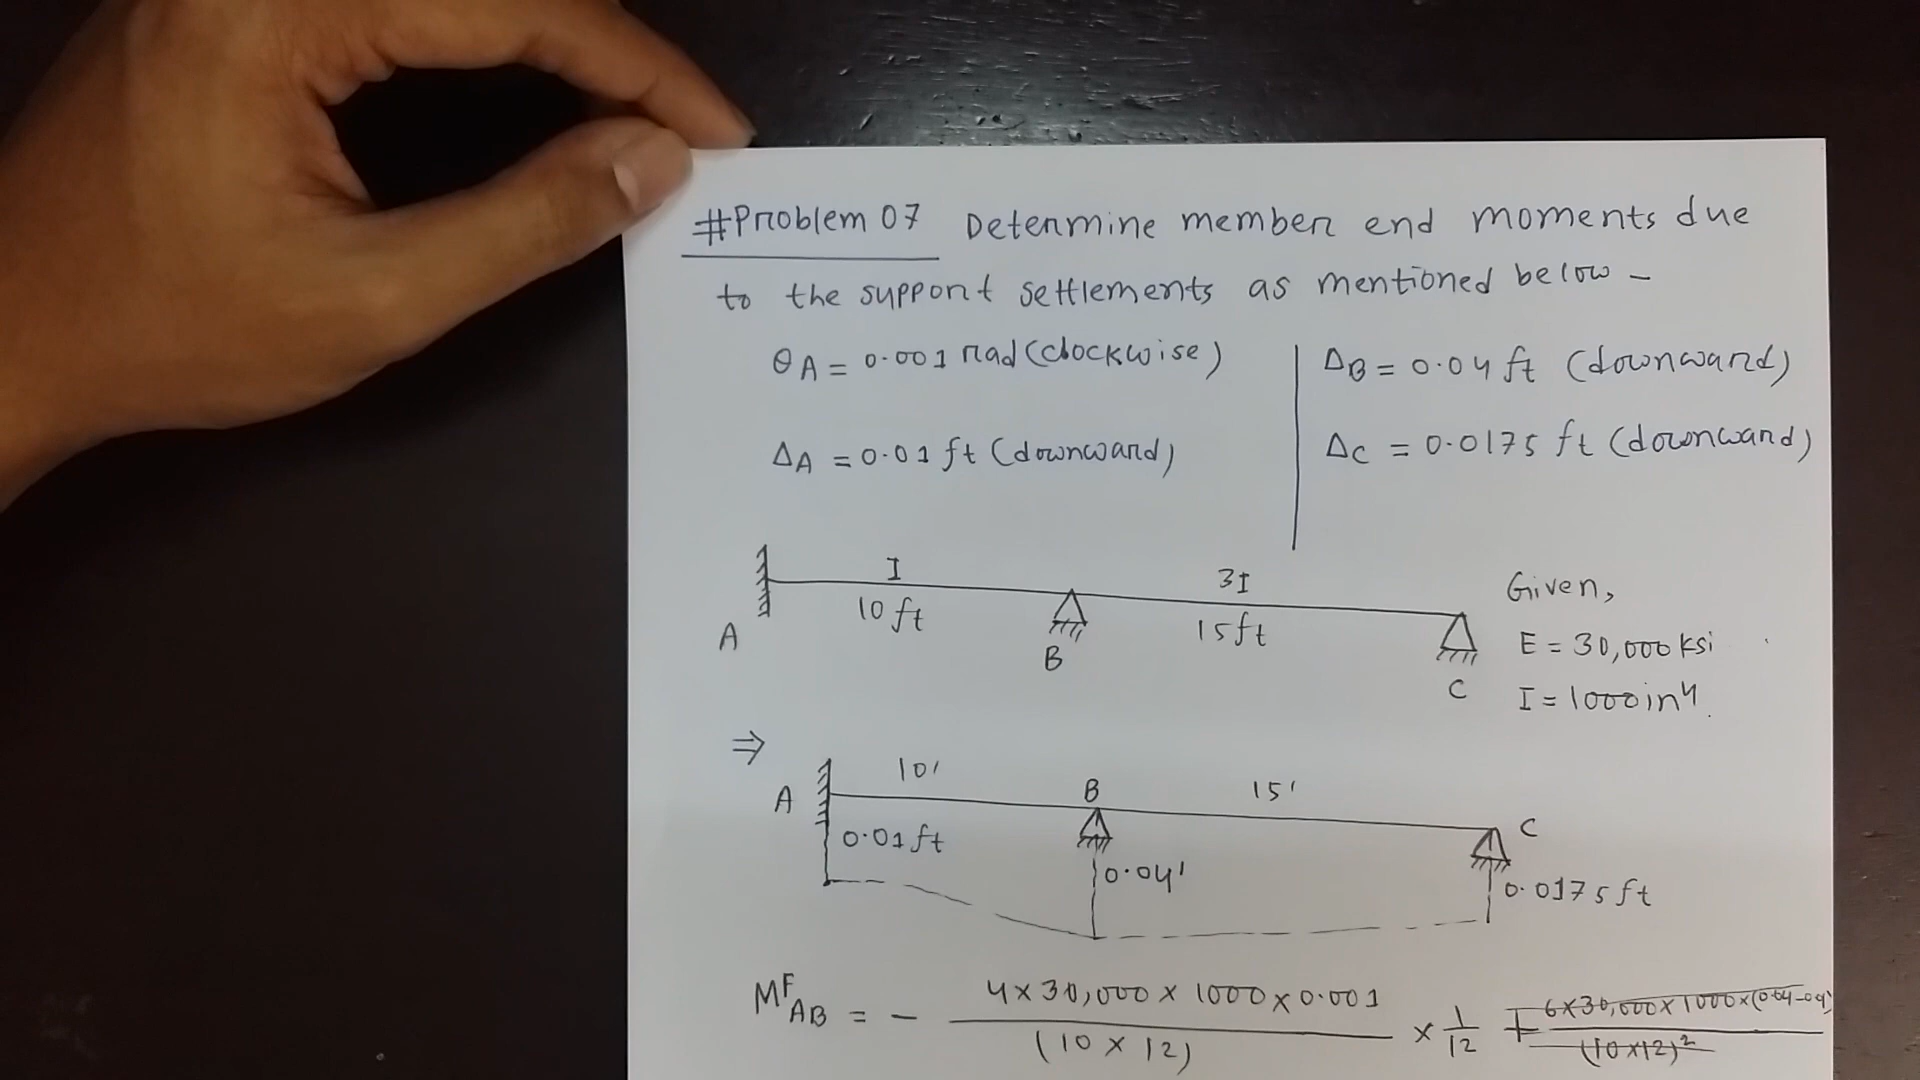 #Problem 07 Determine member end moments due
to the support settlements as mentioned below -
θA = 0.001 rad (clockwise)
ΔB = 0.04 ft (downward)
ΔA = 0.01 ft (downward)
ΔC = 0.0175 ft (downward)
I
3I
10 ft
15ft
A
B
C
Given,
E = 30,000 ksi
I = 1000 in4
⇒
10'
15'
A
B
C
0.01 ft
0.04'
0.0175 ft
M^F_AB = - 4 x 30,000 x 1000 x 0.001 / (10 x 12) x 1/12